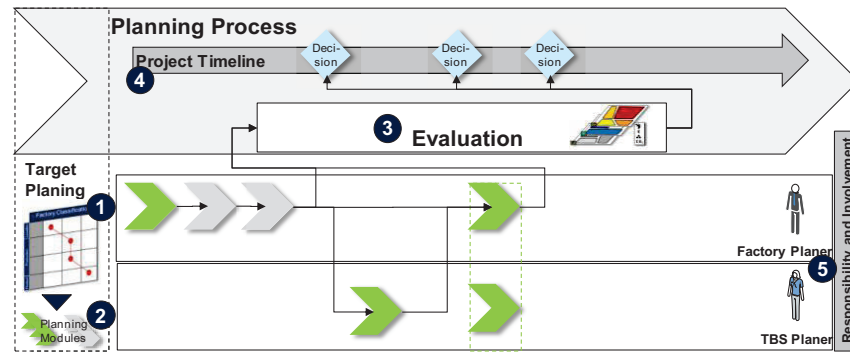 Planning Process
Project Timeline
Deci-
sion
Deci-
sion
Deci-
sion
4
3
Evaluation
Target
Planing
1
Factory Planer
5
Responsibility and Involvement
2
Planning
Modules
TBS Planer